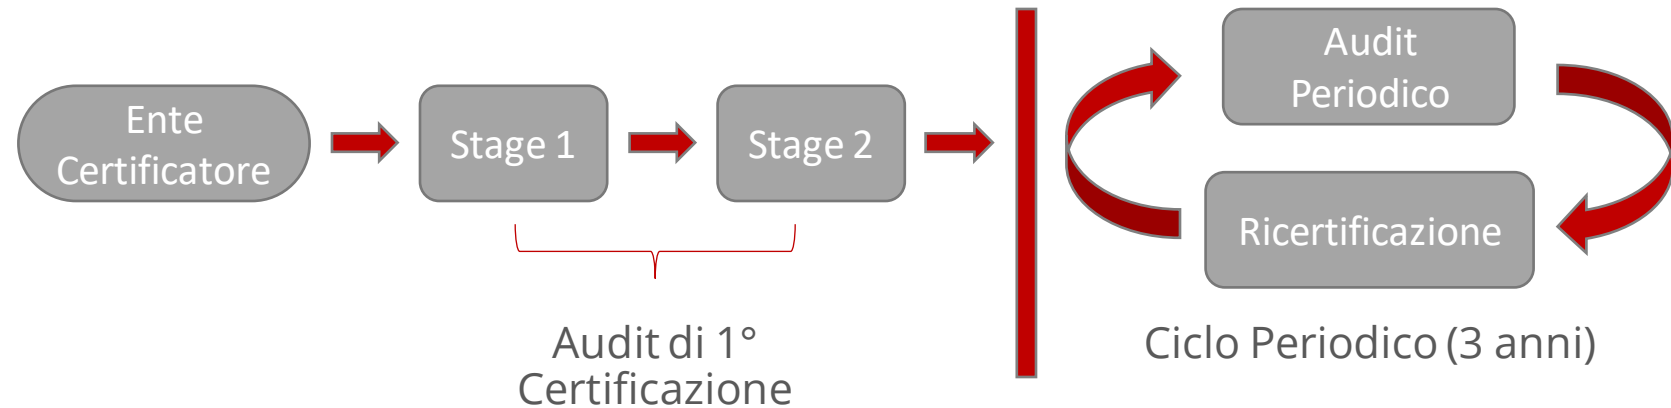 Ente
Certificatore
Stage 1
Stage 2
Audit
Periodico
Ricertificazione
Audit di 1°
Certificazione
Ciclo Periodico (3 anni)